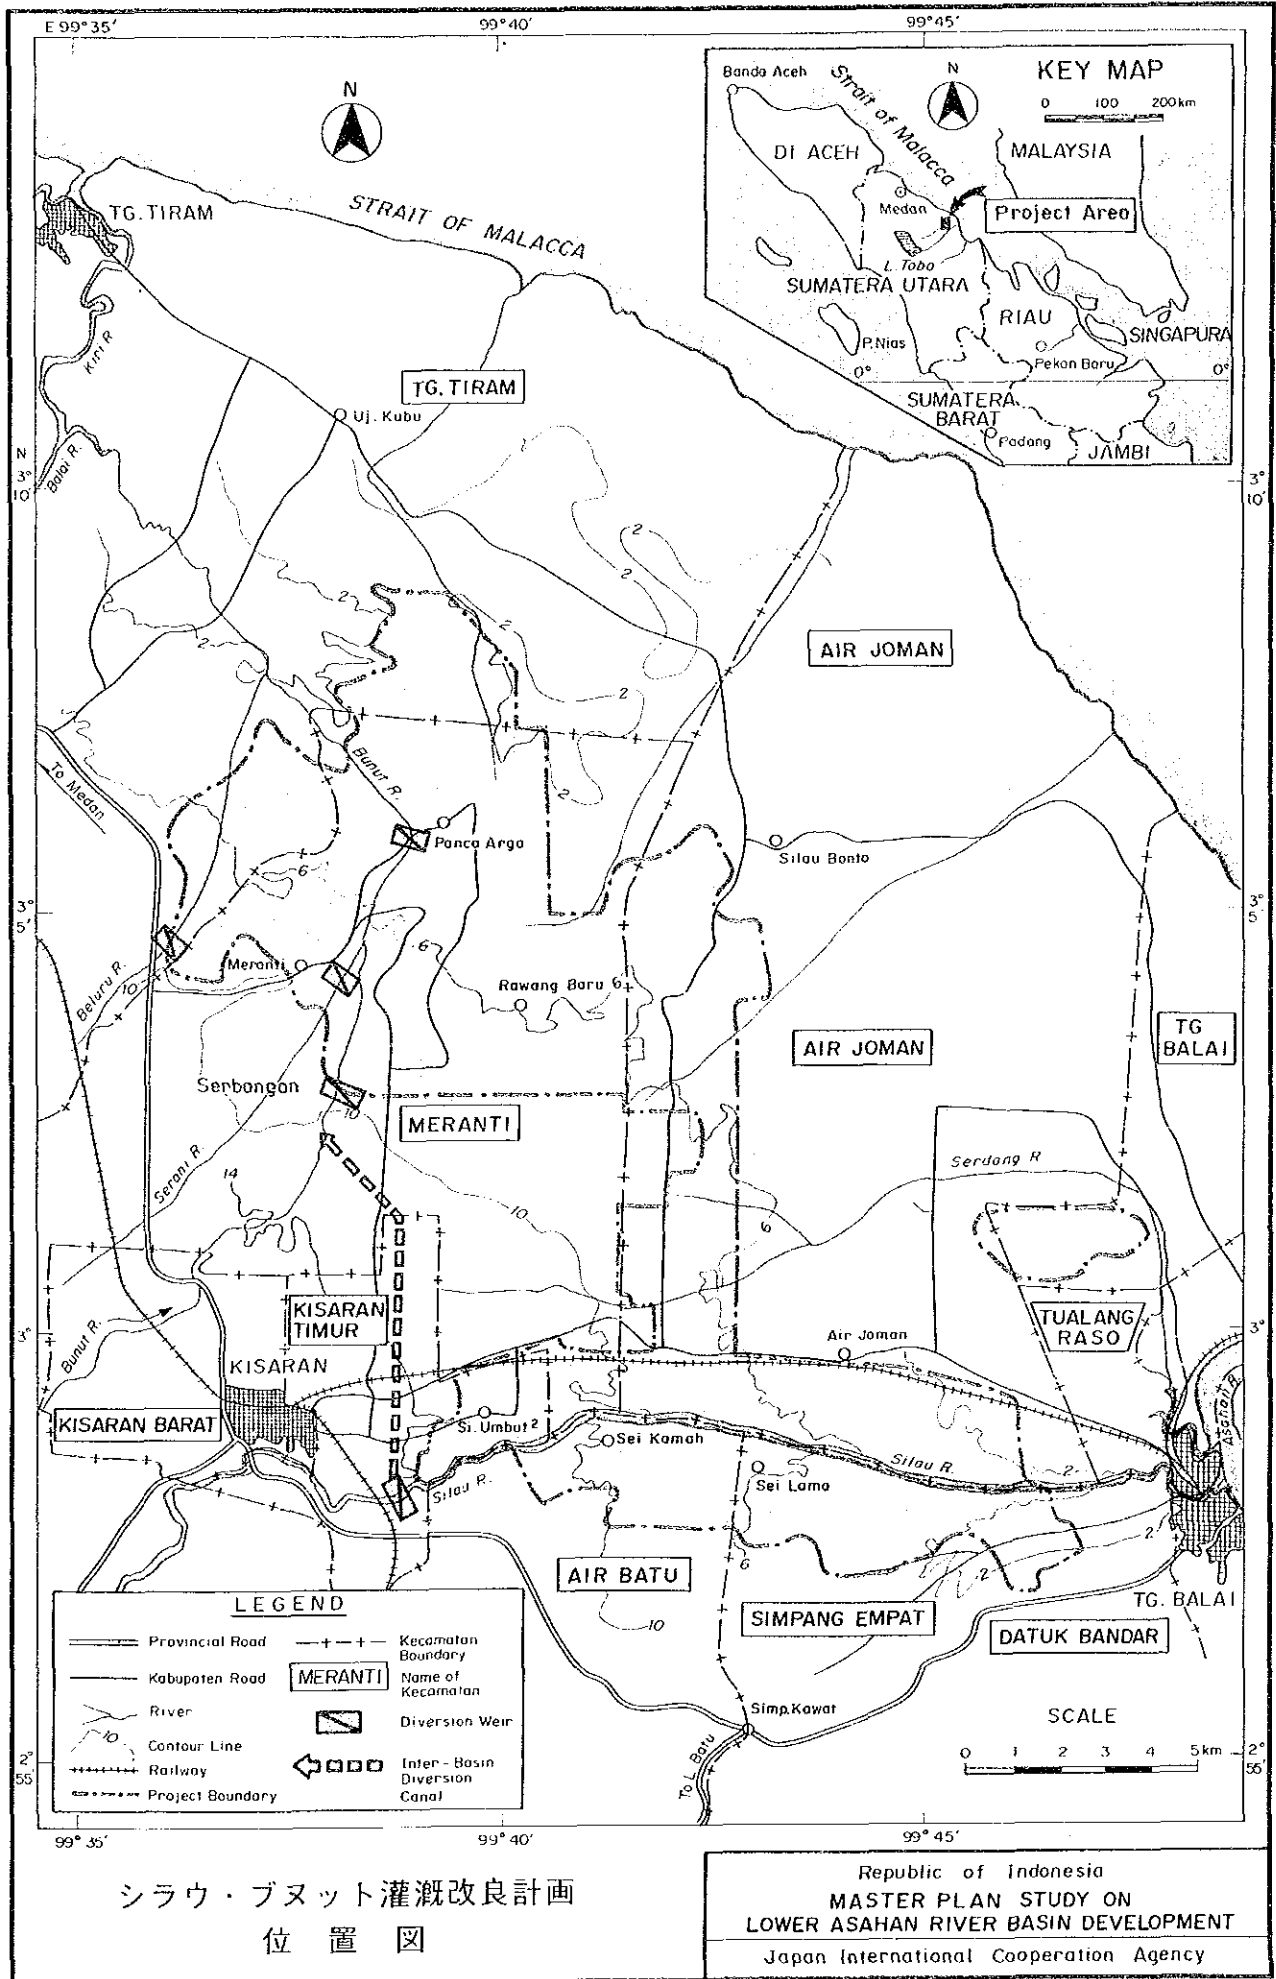 E 99°35′
99°40′
99°45′
N
KEY MAP
0 100 200km
Banda Aceh
Strait of Malacca
N
DI ACEH
MALAYSIA
Medan
Project Area
L. Toba
SUMATERA UTARA
RIAU
SINGAPURA
P.Nias
Pekan Baru
0°
0°
SUMATERA
BARAT
Padang
JAMBI
TG.TIRAM
STRAIT OF MALACCA
Kiri R
TG.TIRAM
Uj. Kubu
Balai R.
N
3°
10′
3°
10′
2
2
2
2
2
2
2
2
AIR JOMAN
Bunut R.
To Medan
Panca Arga
Silau Bonto
6
3°
5′
3°
5′
Meranti
6
Rawang Baru
6
Beluru R.
10
AIR JOMAN
TG
BALAI
Serbangan
10
MERANTI
Serani R.
14
Serdang R
10
6
KISARAN
TIMUR
TUALANG
RASO
3°
3°
Bunut R.
Air Joman
KISARAN
KISARAN BARAT
Si. Umbut 2
Sei Kamah
Asahan R.
Silau R.
Silau R.
Sei Lama
2
2
6
2
AIR BATU
10
SIMPANG EMPAT
TG. BALAI
DATUK BANDAR
Simp.Kawat
To L. Batu
LEGEND
Provincial Road
Kecamatan
Boundary
Kabupaten Road
MERANTI
Name of
Kecamatan
River
Diversion Weir
10
Contour Line
Railway
Inter-Basin
Diversion
Canal
Project Boundary
SCALE
0 1 2 3 4 5km
2°
55′
2°
55′
99°35′
99°40′
99°45′
シラウ・ブヌット灌漑改良計画
位 置 図
Republic of Indonesia
MASTER PLAN STUDY ON
LOWER ASAHAN RIVER BASIN DEVELOPMENT
Japan International Cooperation Agency